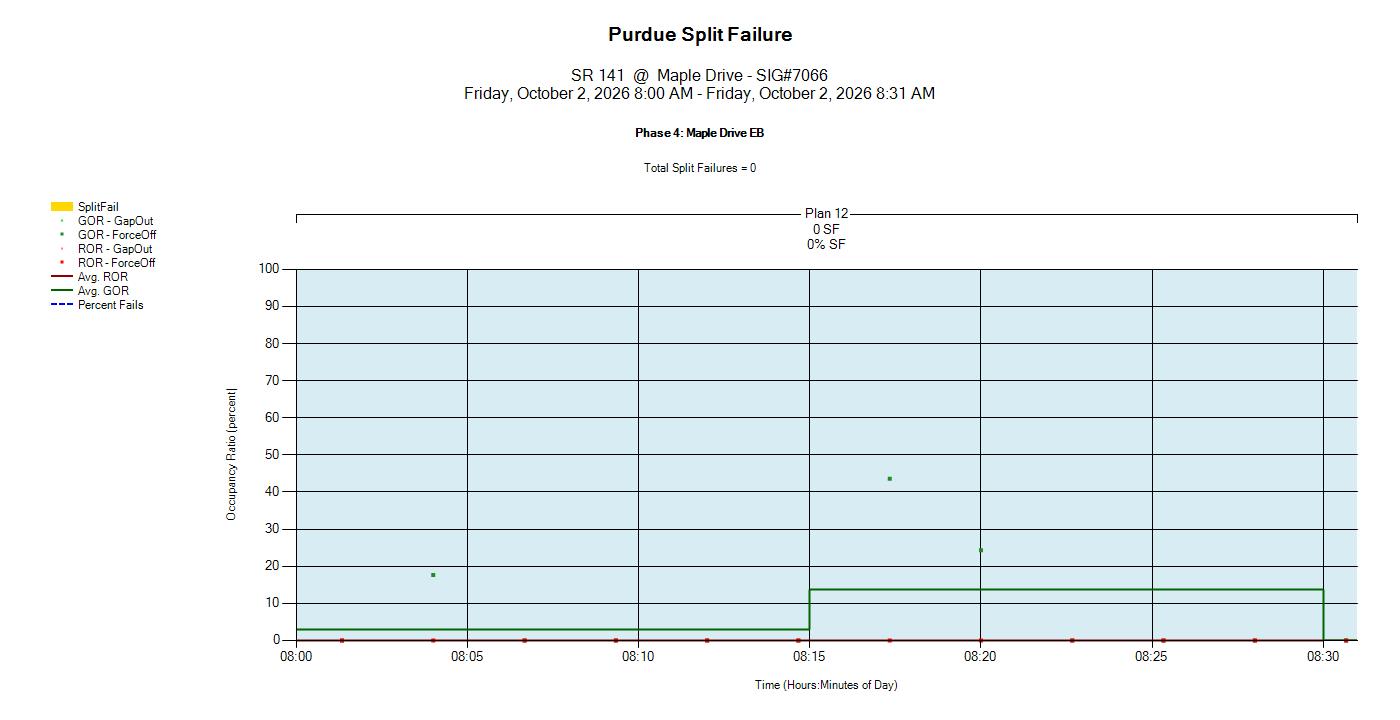 Purdue Split Failure
SR 141 @ Maple Drive - SIG#7066
Friday, October 2, 2026 8:00 AM - Friday, October 2, 2026 8:31 AM
Phase 4: Maple Drive EB
Total Split Failures = 0
SplitFail
GOR - GapOut
GOR - ForceOff
ROR - GapOut
ROR - ForceOff
Avg. ROR
Avg. GOR
Percent Fails
Plan 12
0 SF
0% SF
Occupancy Ratio (percent)
100
90
80
70
60
50
40
30
20
10
0
08:00 08:05 08:10 08:15 08:20 08:25 08:30
Time (Hours:Minutes of Day)